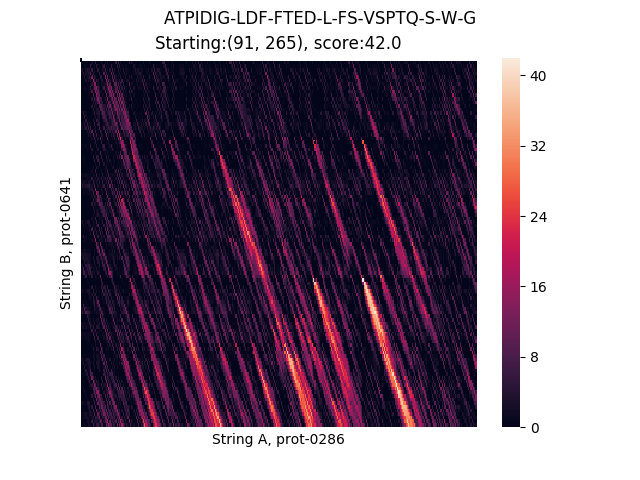 ATPIDIG-LDF-FTED-L-FS-VSPTQ-S-W-G
Starting:(91, 265), score:42.0
40
32
24
16
8
0
String B, prot-0641
String A, prot-0286